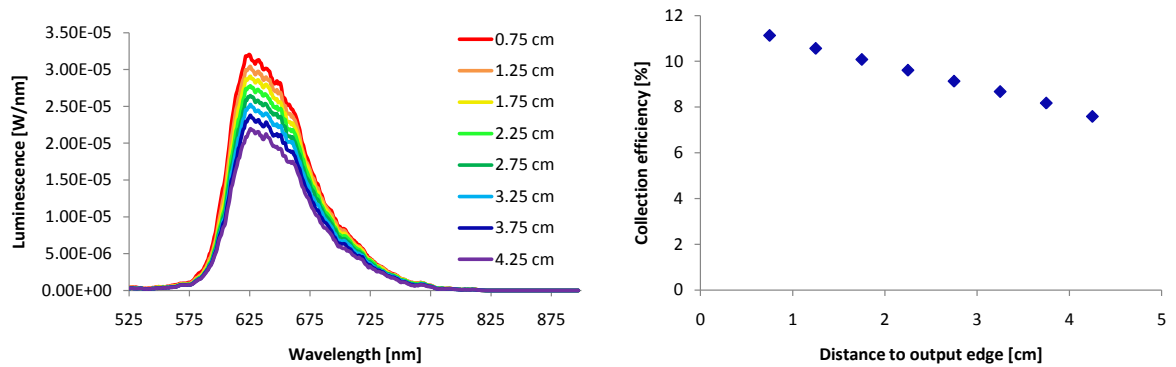 3.50E-05
3.00E-05
2.50E-05
2.00E-05
1.50E-05
1.00E-05
5.00E-06
0.00E+00
Luminescence [W/nm]
525 575 625 675 725 775 825 875
Wavelength [nm]
0.75 cm
1.25 cm
1.75 cm
2.25 cm
2.75 cm
3.25 cm
3.75 cm
4.25 cm
12
10
8
6
4
2
0
Collection efficiency [%]
0 1 2 3 4 5
Distance to output edge [cm]